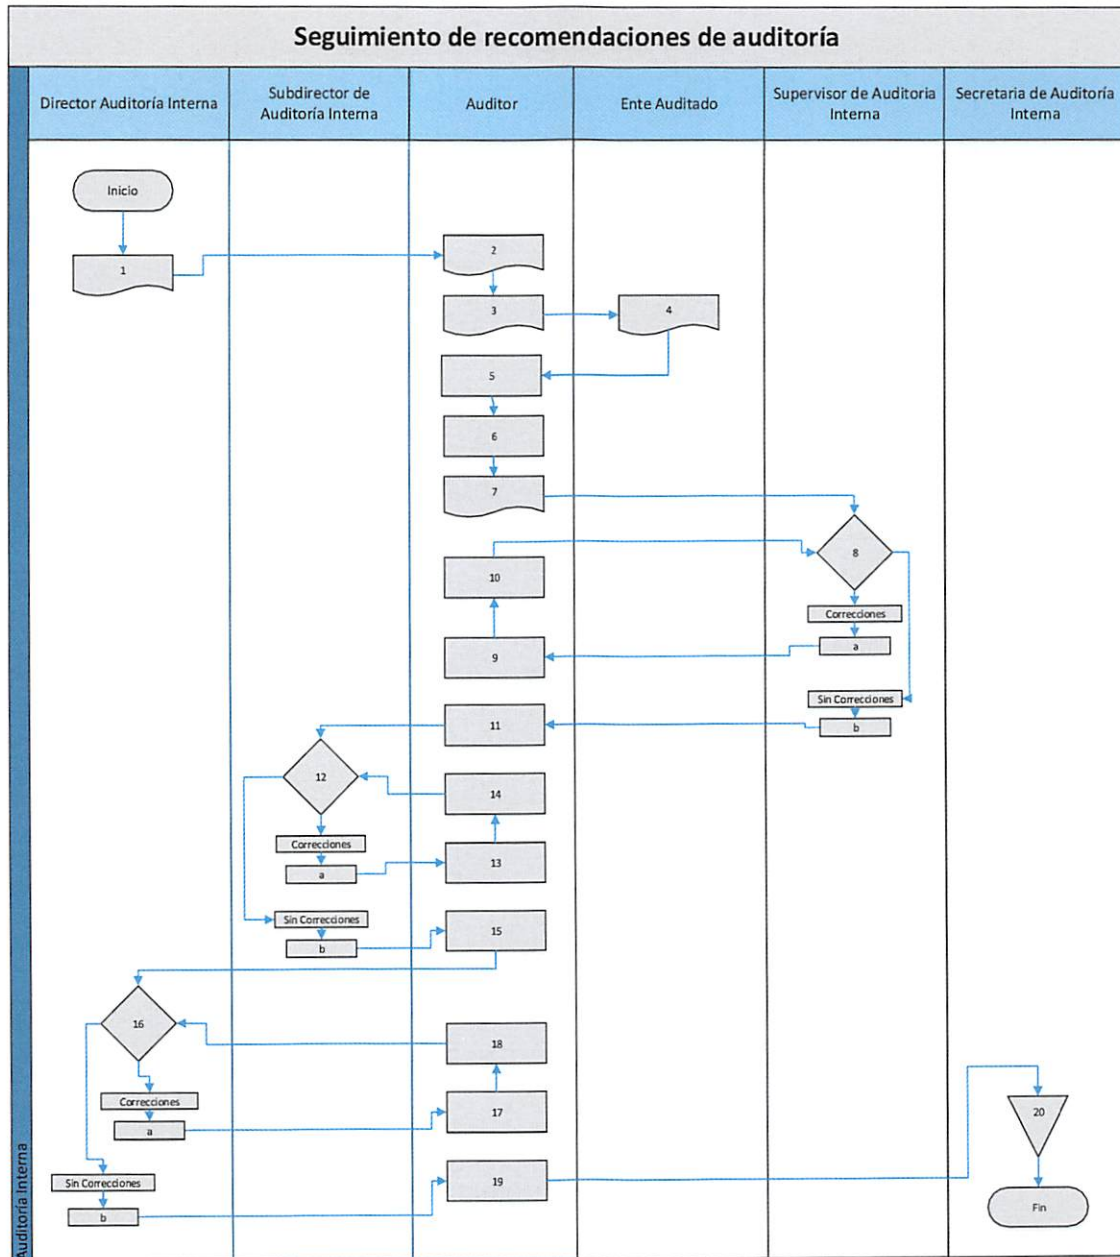 Seguimiento de recomendaciones de auditoría
Director Auditoría Interna
Subdirector de
Auditoría Interna
Auditor
Ente Auditado
Supervisor de Auditoria
Interna
Secretaria de Auditoría
Interna
Inicio
1
2
3
4
5
6
7
8
10
Correcciones
a
9
Sin Correcciones
b
11
12
14
Correcciones
a
13
Sin Correcciones
b
15
16
18
Correcciones
a
17
20
Sin Correcciones
b
19
Fin
Auditoría Interna